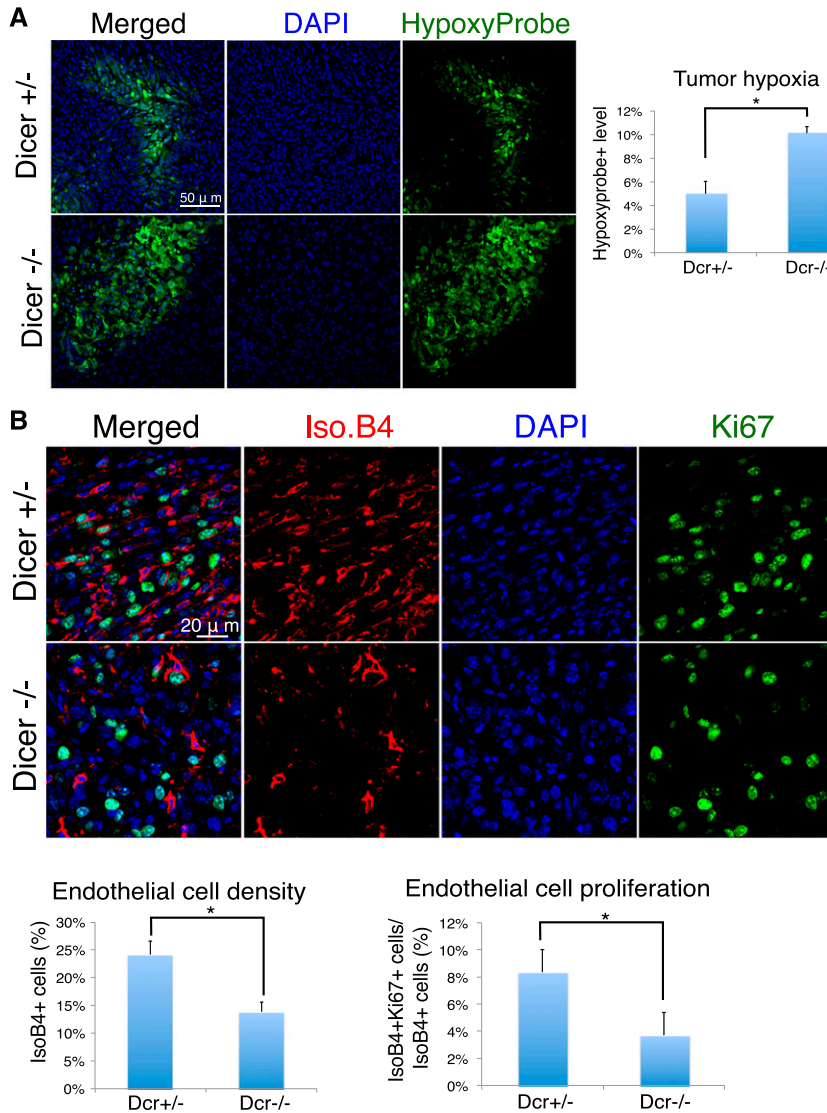 A
Merged
DAPI
HypoxyProbe
Dicer +/-
50 μ m
Dicer -/-
Tumor hypoxia
Hypoxyprobe+ level
12%
10%
8%
6%
4%
2%
0%
*
Dcr+/-
Dcr-/-
B
Merged
Iso.B4
DAPI
Ki67
Dicer +/-
20 μ m
Dicer -/-
Endothelial cell density
IsoB4+ cells (%)
30%
25%
20%
15%
10%
5%
0%
*
Dcr+/-
Dcr-/-
Endothelial cell proliferation
IsoB4+Ki67+ cells/
IsoB4+ cells (%)
12%
10%
8%
6%
4%
2%
0%
*
Dcr+/-
Dcr-/-